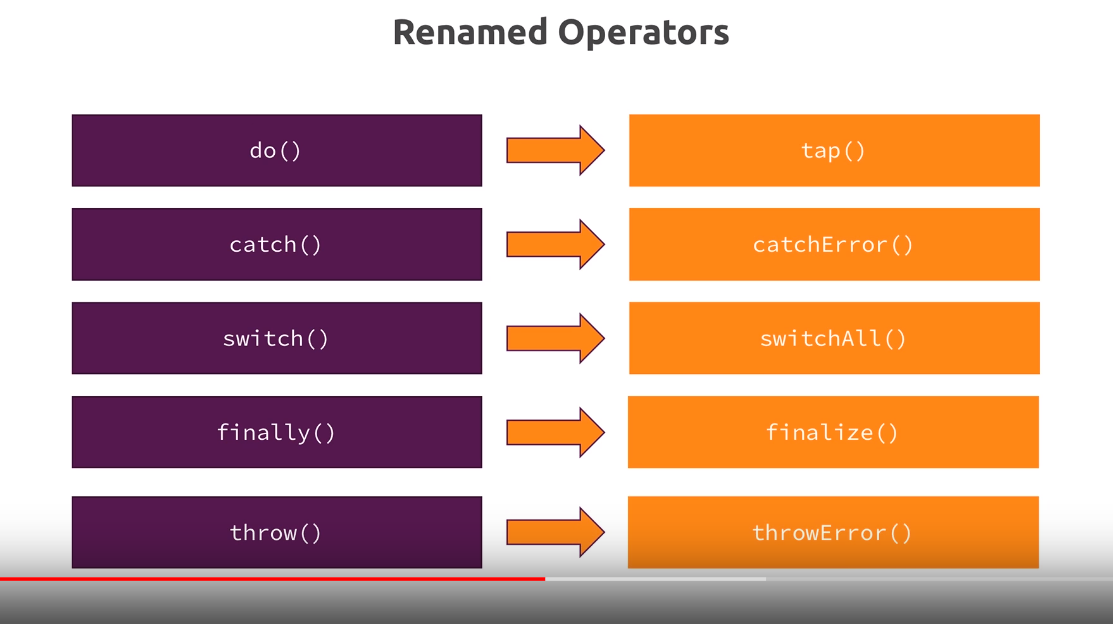 Renamed Operators
do()
tap()
catch()
catchError()
switch()
switchAll()
finally()
finalize()
throw()
throwError()